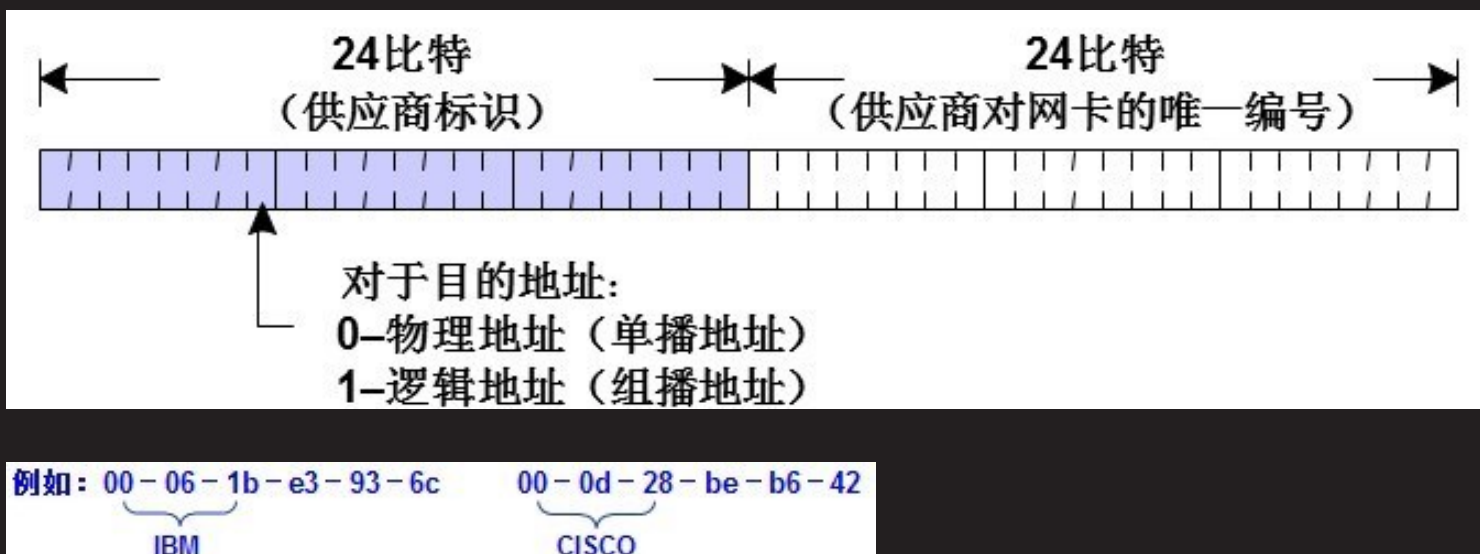 24比特 24比特
（供应商标识） （供应商对网卡的唯一编号）
对于目的地址：
0–物理地址（单播地址）
1–逻辑地址（组播地址）
例如：00－06－1b－e3－93－6c 00－0d－28－be－b6－42
IBM CISCO